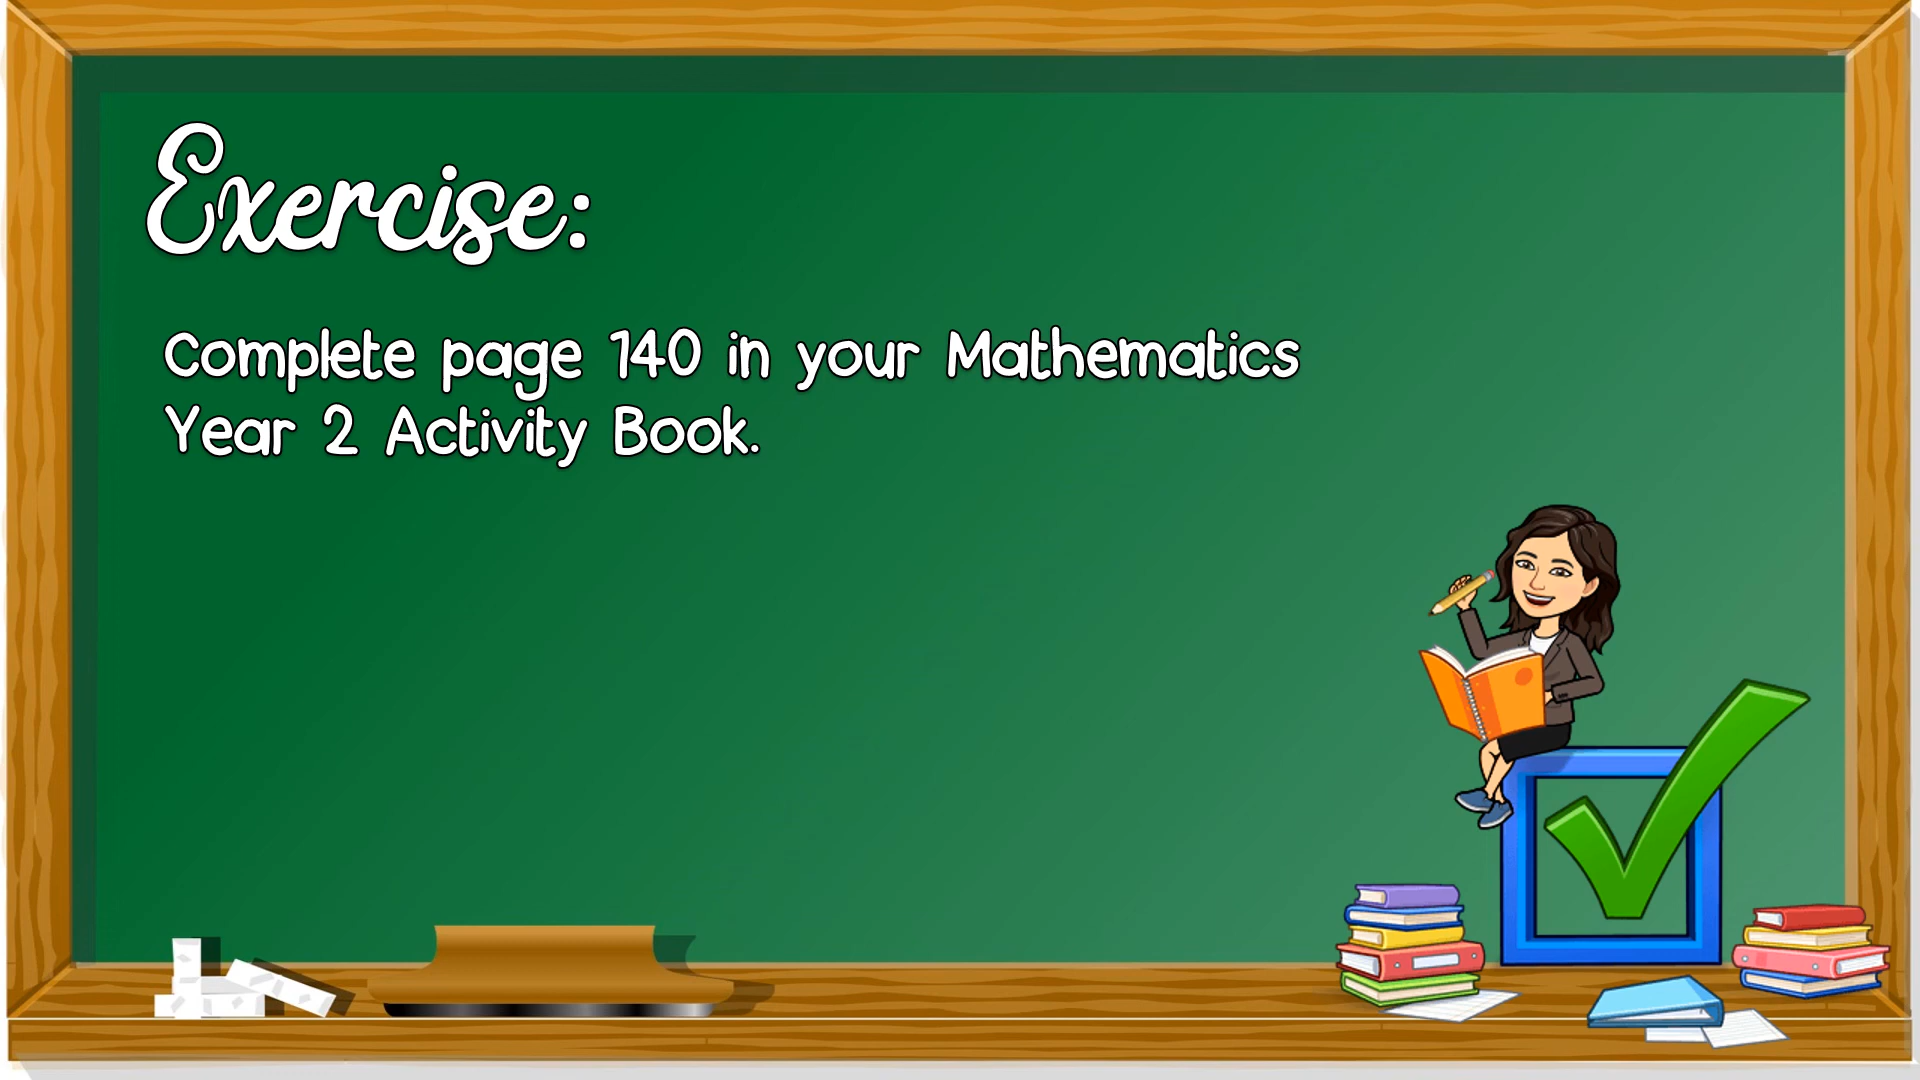 Exercise:
Complete page 140 in your Mathematics
Year 2 Activity Book.